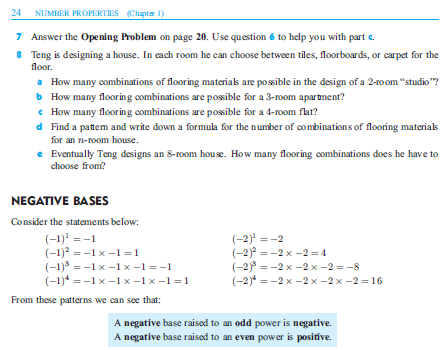 24 NUMBER PROPERTIES (Chapter 1)
7 Answer the Opening Problem on page 20. Use question 6 to help you with part c.
8 Teng is designing a house. In each room he can choose between tiles, floorboards, or carpet for the
floor.
a How many combinations of flooring materials are possible in the design of a 2-room “studio”?
b How many flooring combinations are possible for a 3-room apartment?
c How many flooring combinations are possible for a 4-room flat?
d Find a pattern and write down a formula for the number of combinations of flooring materials
for an n-room house.
e Eventually Teng designs an 8-room house. How many flooring combinations does he have to
choose from?
NEGATIVE BASES
Consider the statements below:
(−1)¹ = −1 (−2)¹ = −2
(−1)² = −1 × −1 = 1 (−2)² = −2 × −2 = 4
(−1)³ = −1 × −1 × −1 = −1 (−2)³ = −2 × −2 × −2 = −8
(−1)⁴ = −1 × −1 × −1 × −1 = 1 (−2)⁴ = −2 × −2 × −2 × −2 = 16
From these patterns we can see that:
A negative base raised to an odd power is negative.
A negative base raised to an even power is positive.